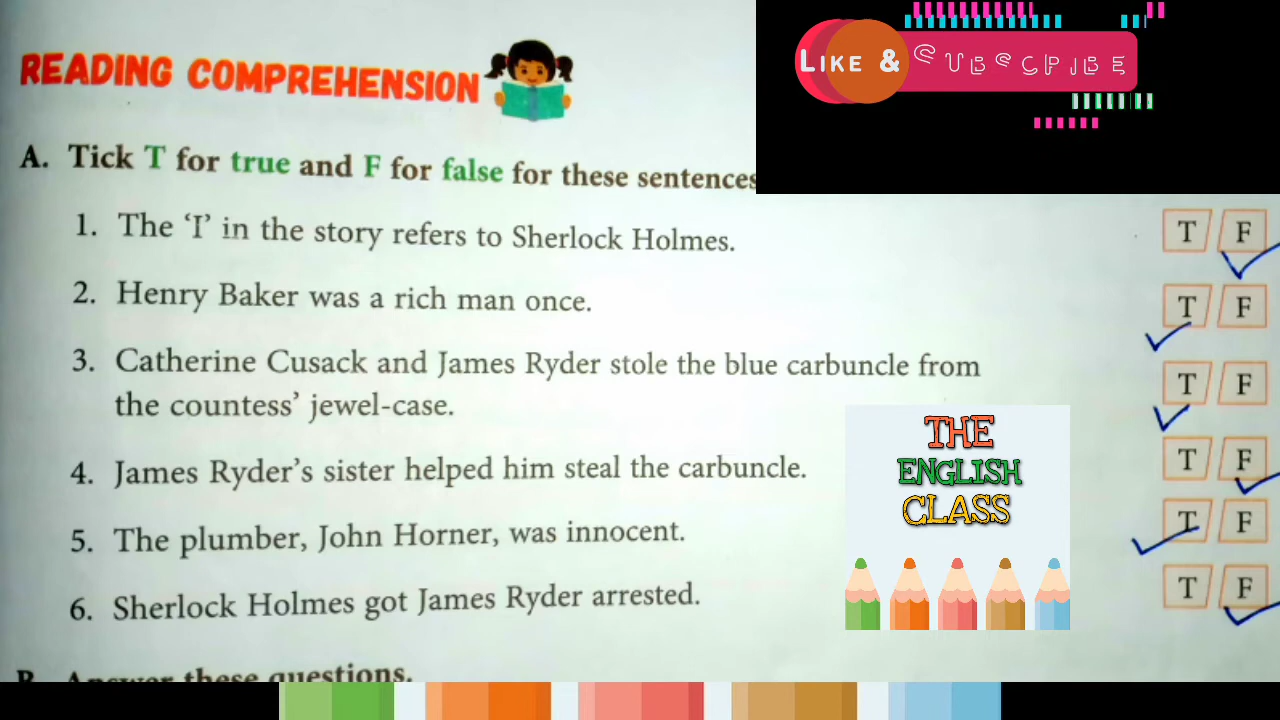 LIKE & SUBSCRIBE
READING COMPREHENSION
A. Tick T for true and F for false for these sentences
1. The ‘I’ in the story refers to Sherlock Holmes. T F
2. Henry Baker was a rich man once. T F
3. Catherine Cusack and James Ryder stole the blue carbuncle from T F
the countess’ jewel-case.
4. James Ryder’s sister helped him steal the carbuncle. T F
5. The plumber, John Horner, was innocent. T F
6. Sherlock Holmes got James Ryder arrested. T F
THE
ENGLISH
CLASS
B. Answer these questions.